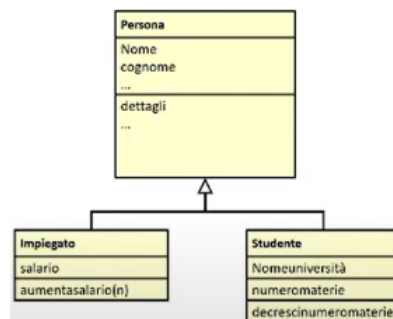 Persona
Nome
cognome
...
dettagli
...
Impiegato
salario
aumentasalario(n)
Studente
Nomeuniversità
numeromaterie
decrescinumeromaterie